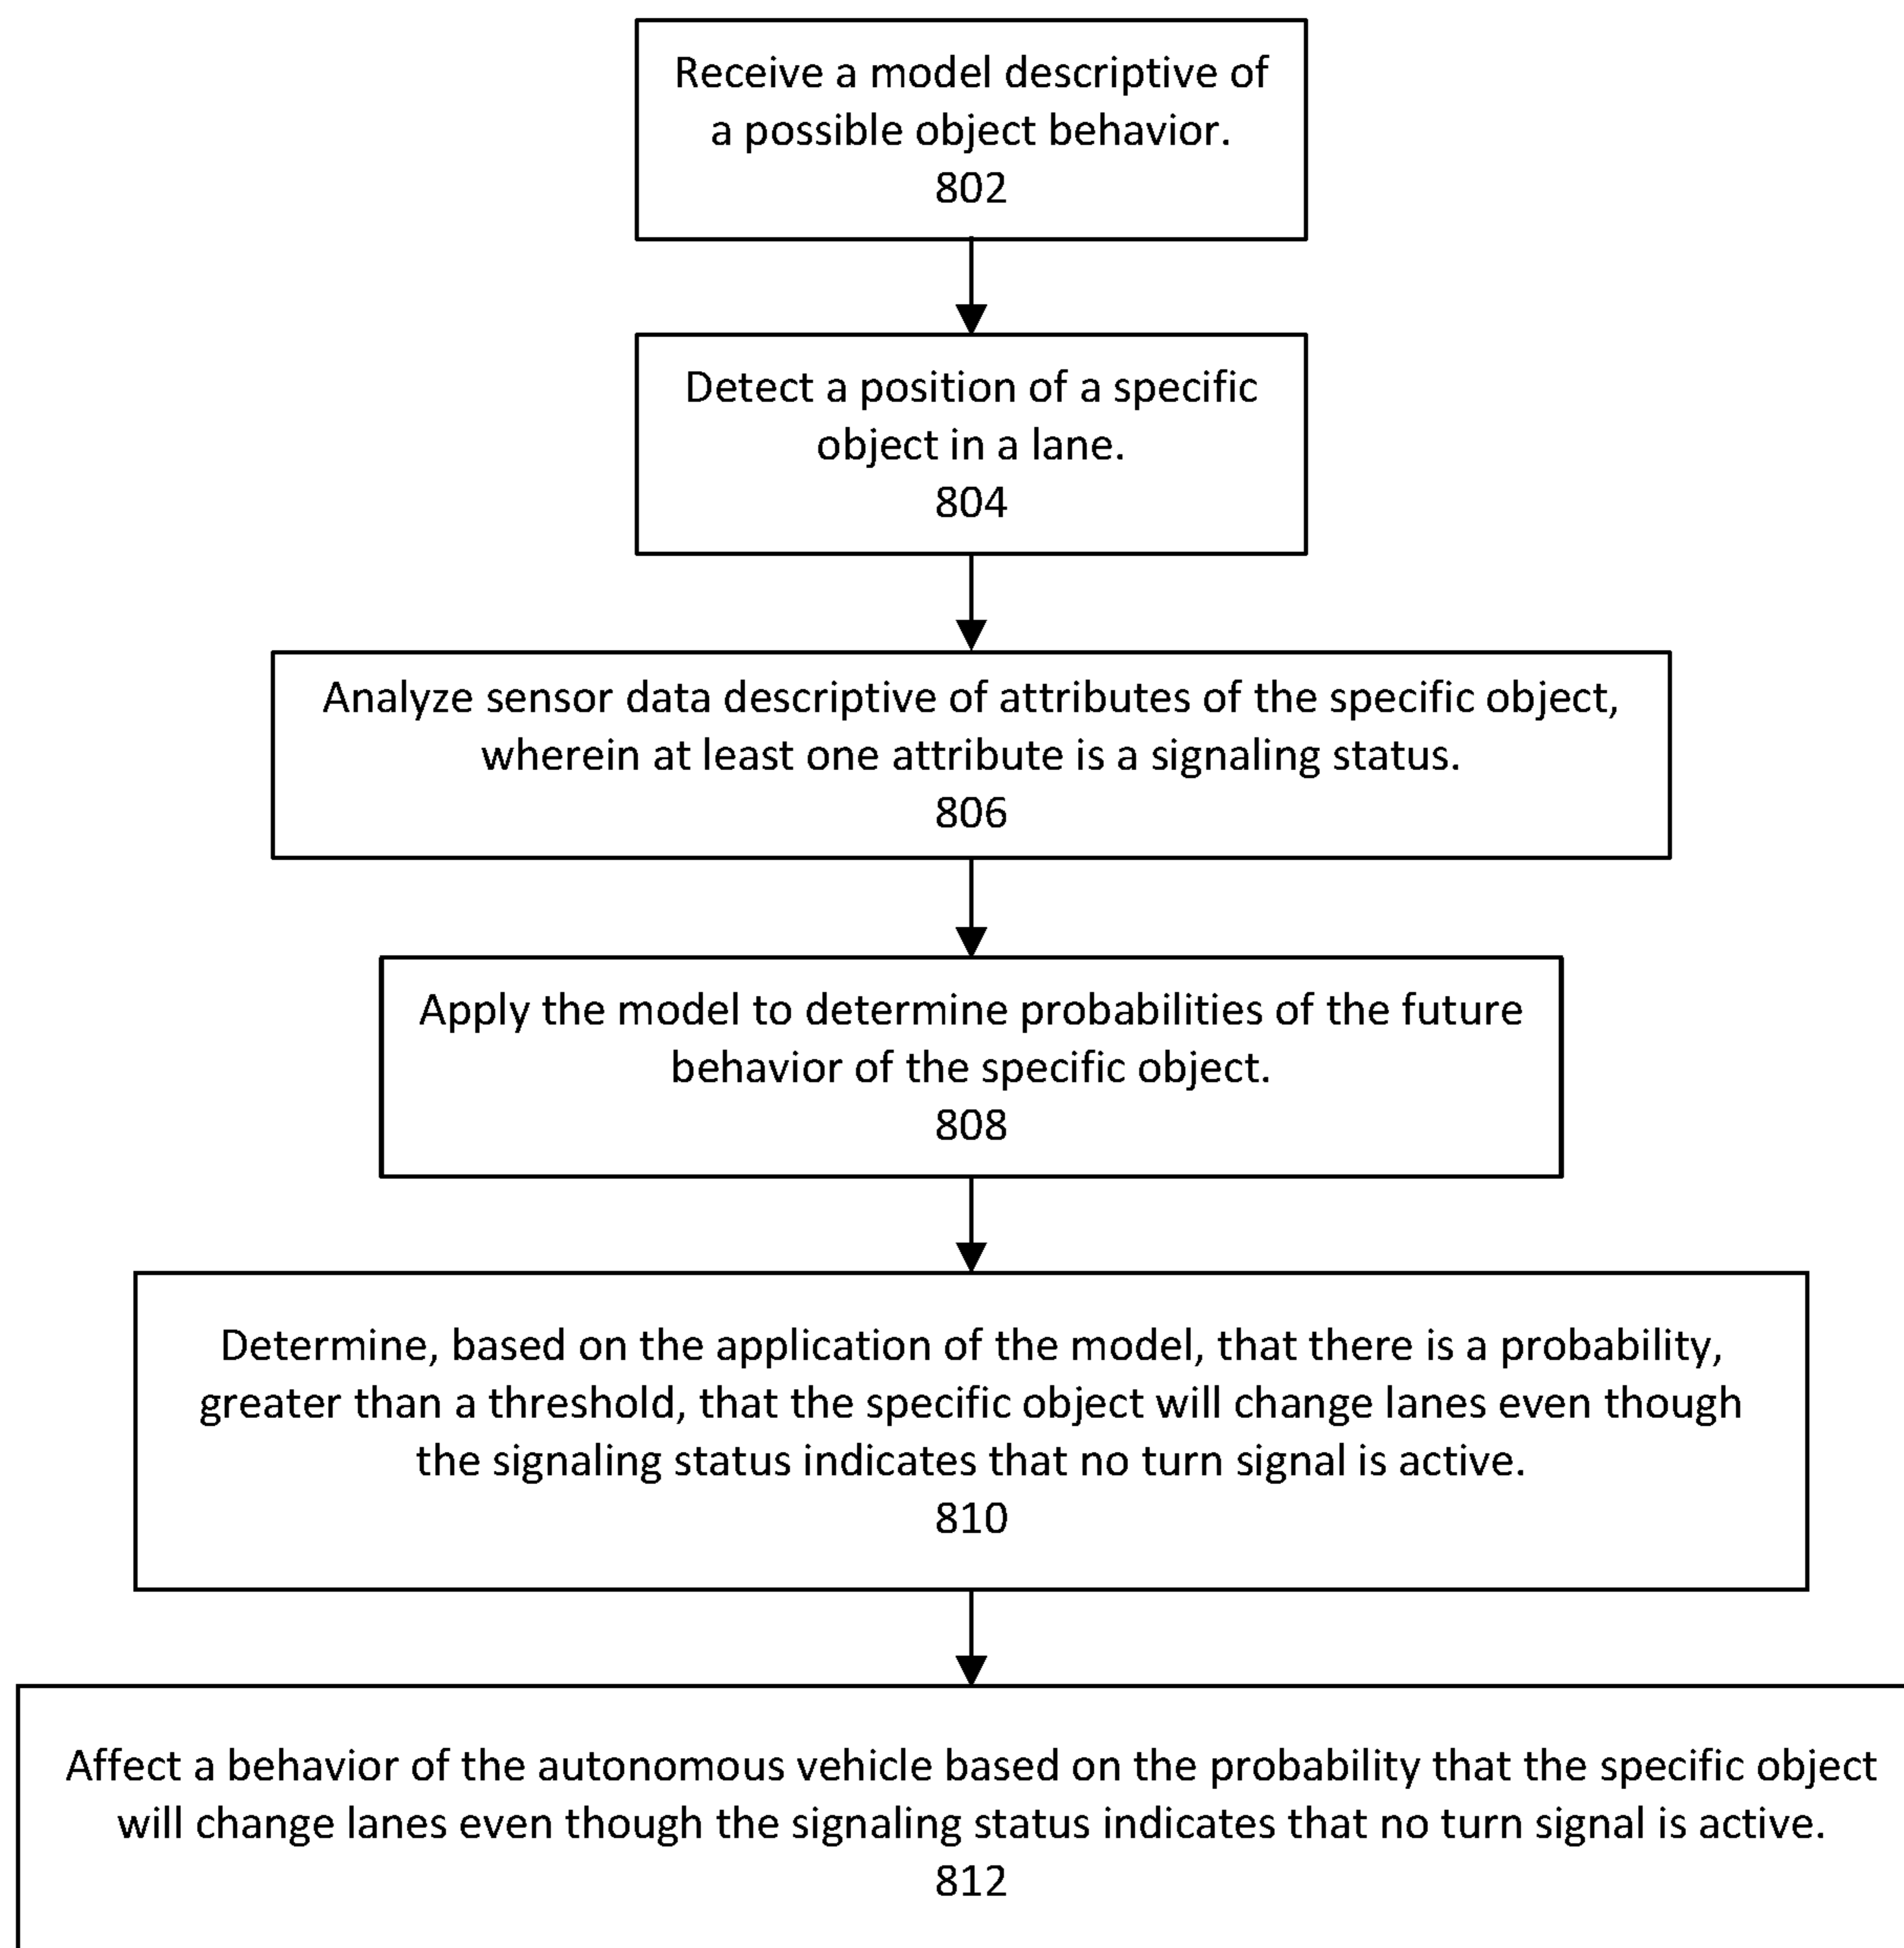 Receive a model descriptive of
a possible object behavior.
802
Detect a position of a specific
object in a lane.
804
Analyze sensor data descriptive of attributes of the specific object,
wherein at least one attribute is a signaling status.
806
Apply the model to determine probabilities of the future
behavior of the specific object.
808
Determine, based on the application of the model, that there is a probability,
greater than a threshold, that the specific object will change lanes even though
the signaling status indicates that no turn signal is active.
810
Affect a behavior of the autonomous vehicle based on the probability that the specific object
will change lanes even though the signaling status indicates that no turn signal is active.
812